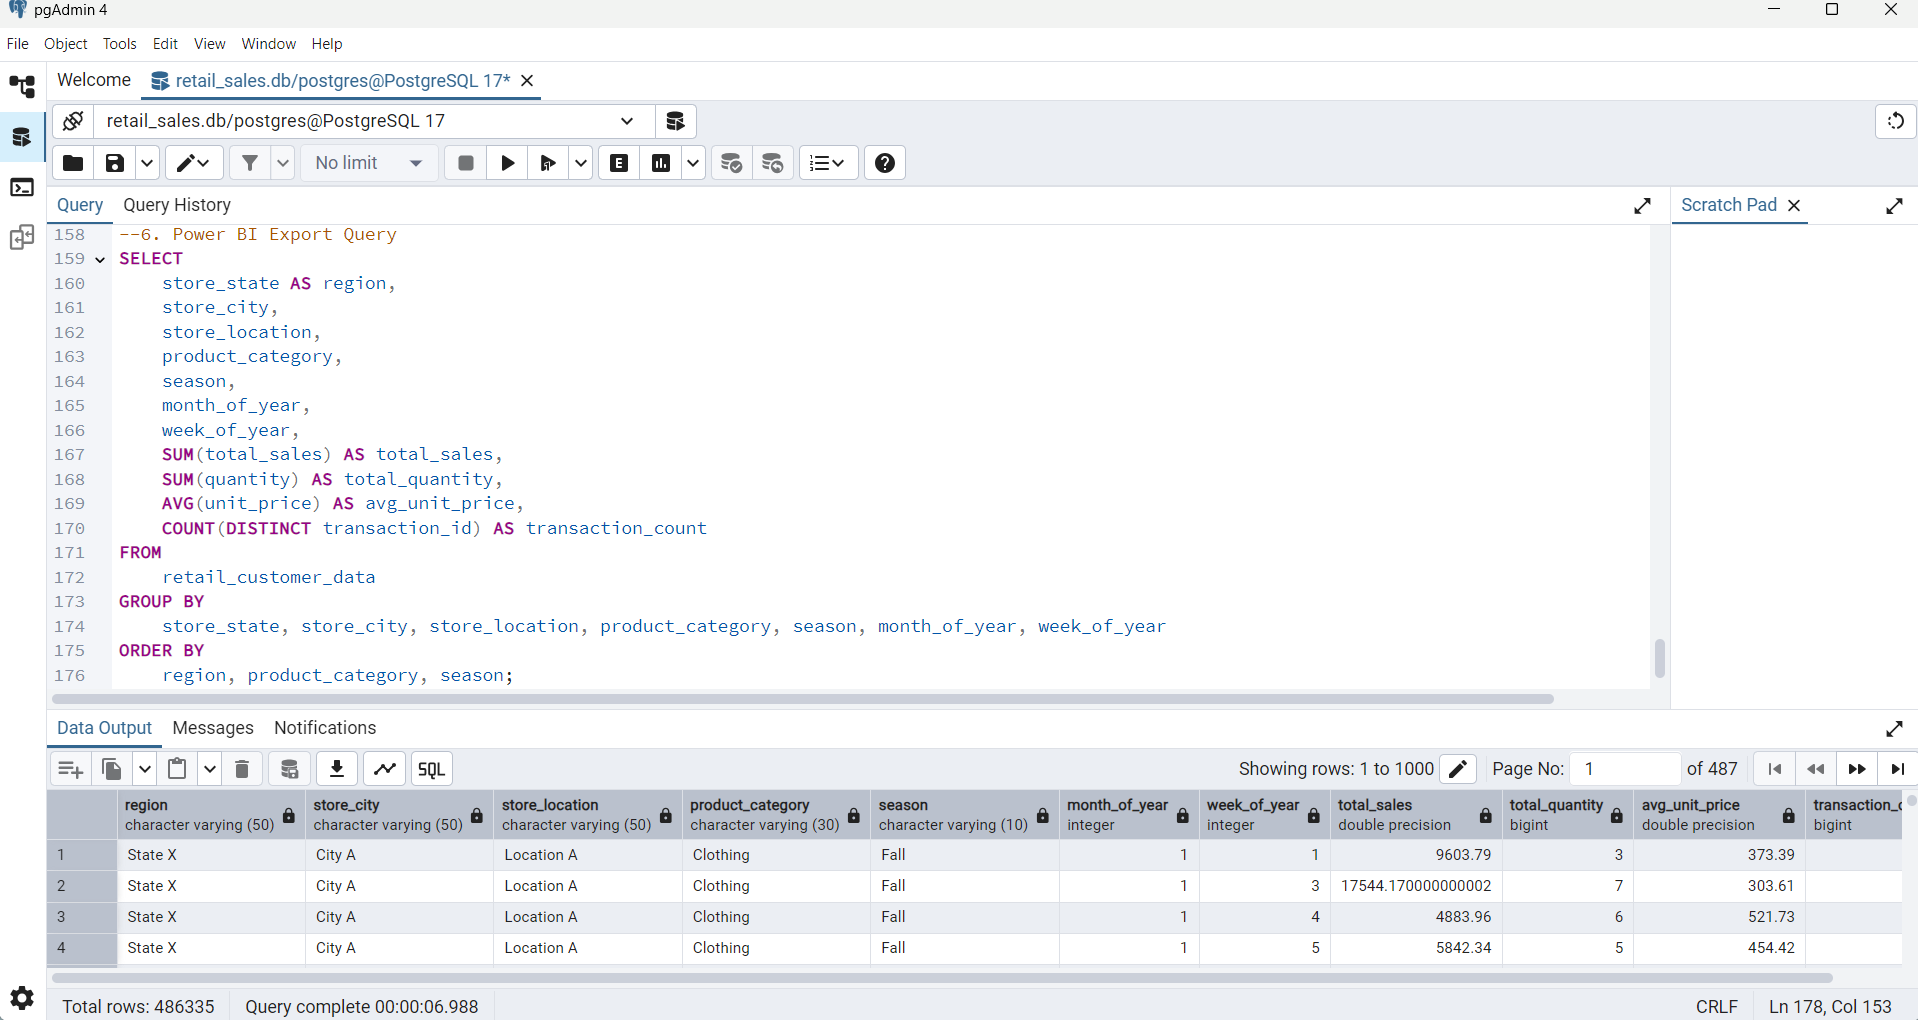 pgAdmin 4
File Object Tools Edit View Window Help
Welcome retail_sales.db/postgres@PostgreSQL 17*
retail_sales.db/postgres@PostgreSQL 17
No limit
E
SQL
Query Query History
Scratch Pad
158 --6. Power BI Export Query
159 SELECT
160 store_state AS region,
161 store_city,
162 store_location,
163 product_category,
164 season,
165 month_of_year,
166 week_of_year,
167 SUM(total_sales) AS total_sales,
168 SUM(quantity) AS total_quantity,
169 AVG(unit_price) AS avg_unit_price,
170 COUNT(DISTINCT transaction_id) AS transaction_count
171 FROM
172 retail_customer_data
173 GROUP BY
174 store_state, store_city, store_location, product_category, season, month_of_year, week_of_year
175 ORDER BY
176 region, product_category, season;
Data Output Messages Notifications
Showing rows: 1 to 1000 Page No: 1 of 487
region store_city store_location product_category season month_of_year week_of_year total_sales total_quantity avg_unit_price
character varying (50) character varying (50) character varying (50) character varying (30) character varying (10) integer integer double precision bigint double precision bigint
1 State X City A Location A Clothing Fall 1 1 9603.79 3 373.39
2 State X City A Location A Clothing Fall 1 3 17544.170000000002 7 303.61
3 State X City A Location A Clothing Fall 1 4 4883.96 6 521.73
4 State X City A Location A Clothing Fall 1 5 5842.34 5 454.42
Total rows: 486335 Query complete 00:00:06.988 CRLF Ln 178, Col 153